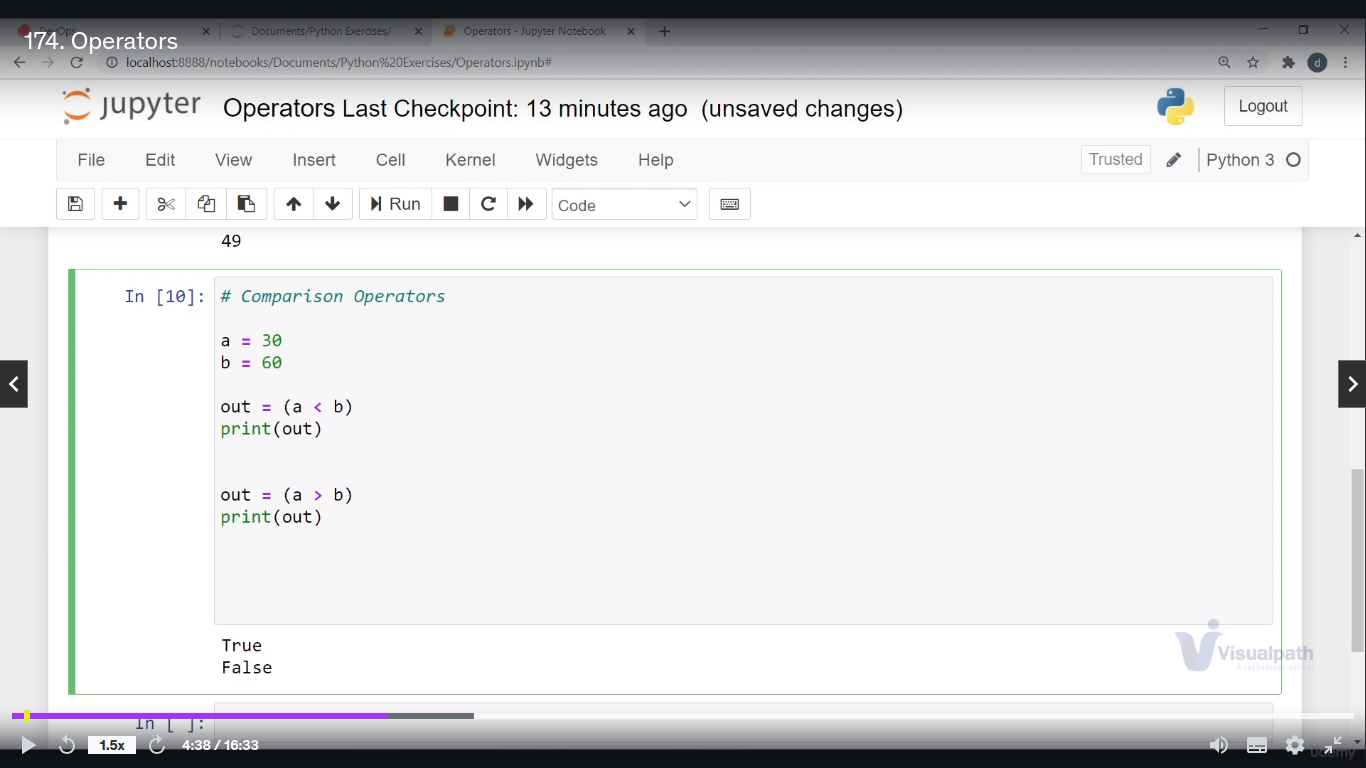 174. Operators
Documents/Python Exercises/
Operators - Jupyter Notebook
localhost:8888/notebooks/Documents/Python%20Exercises/Operators.ipynb#
d
jupyter Operators Last Checkpoint: 13 minutes ago (unsaved changes)
Logout
File Edit View Insert Cell Kernel Widgets Help
Trusted
Python 3
Run
Code
49
In [10]: # Comparison Operators
a = 30
b = 60
out = (a < b)
print(out)
out = (a > b)
print(out)
True
False
Visualpath
A technology school
In [ ]:
1.5x
4:38 / 16:33
ûdemy